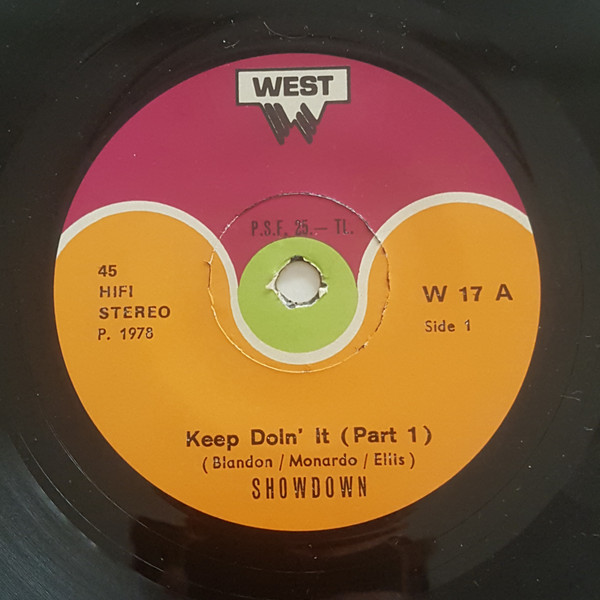 WEST
P.S.F. 25.— TL.
45
HIFI
STEREO
P. 1978
W 17 A
Side 1
Keep Doin' It (Part 1)
(Blandon / Monardo / Ellis)
SHOWDOWN